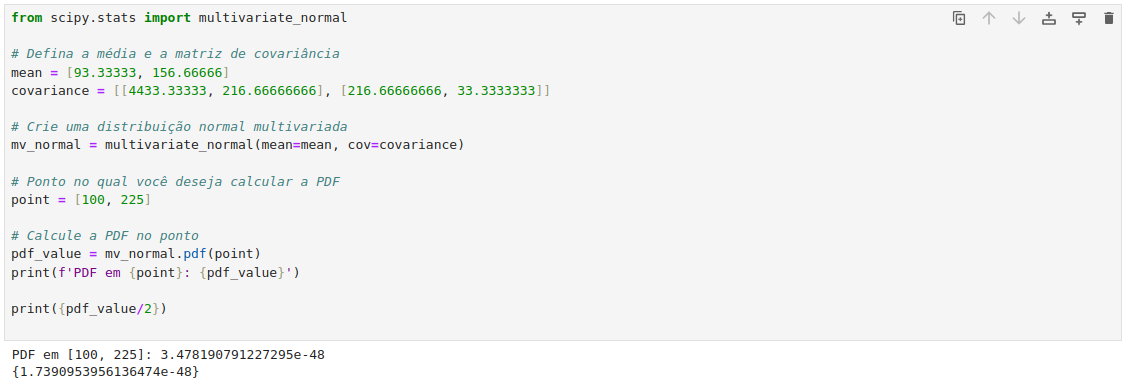 from scipy.stats import multivariate_normal
# Defina a média e a matriz de covariância
mean = [93.33333, 156.66666]
covariance = [[4433.33333, 216.66666666], [216.66666666, 33.3333333]]
# Crie uma distribuição normal multivariada
mv_normal = multivariate_normal(mean=mean, cov=covariance)
# Ponto no qual você deseja calcular a PDF
point = [100, 225]
# Calcule a PDF no ponto
pdf_value = mv_normal.pdf(point)
print(f'PDF em {point}: {pdf_value}')
print({pdf_value/2})
PDF em [100, 225]: 3.478190791227295e-48
{1.7390953956136474e-48}